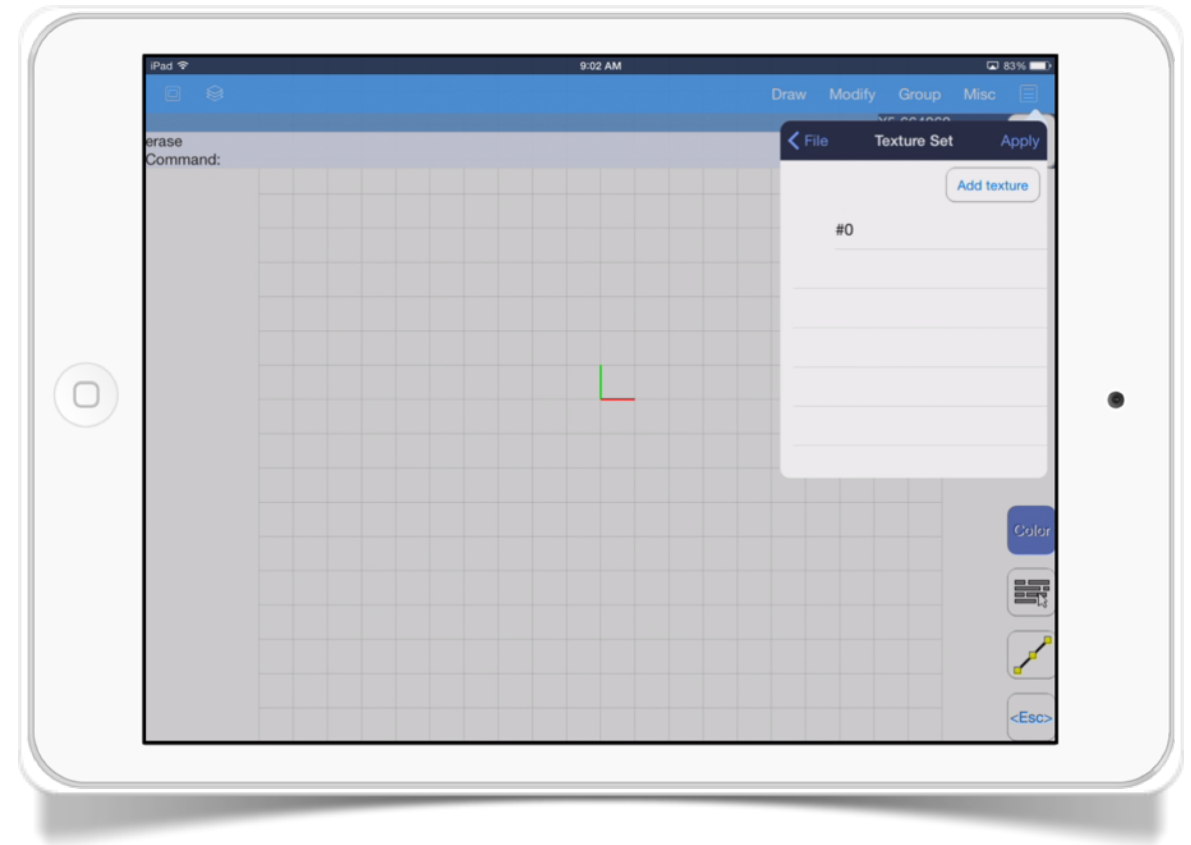 iPad 9:02 AM 83%
Draw Modify Group Misc
erase
Command:
File Texture Set Apply
Add texture
#0
Color
<Esc>